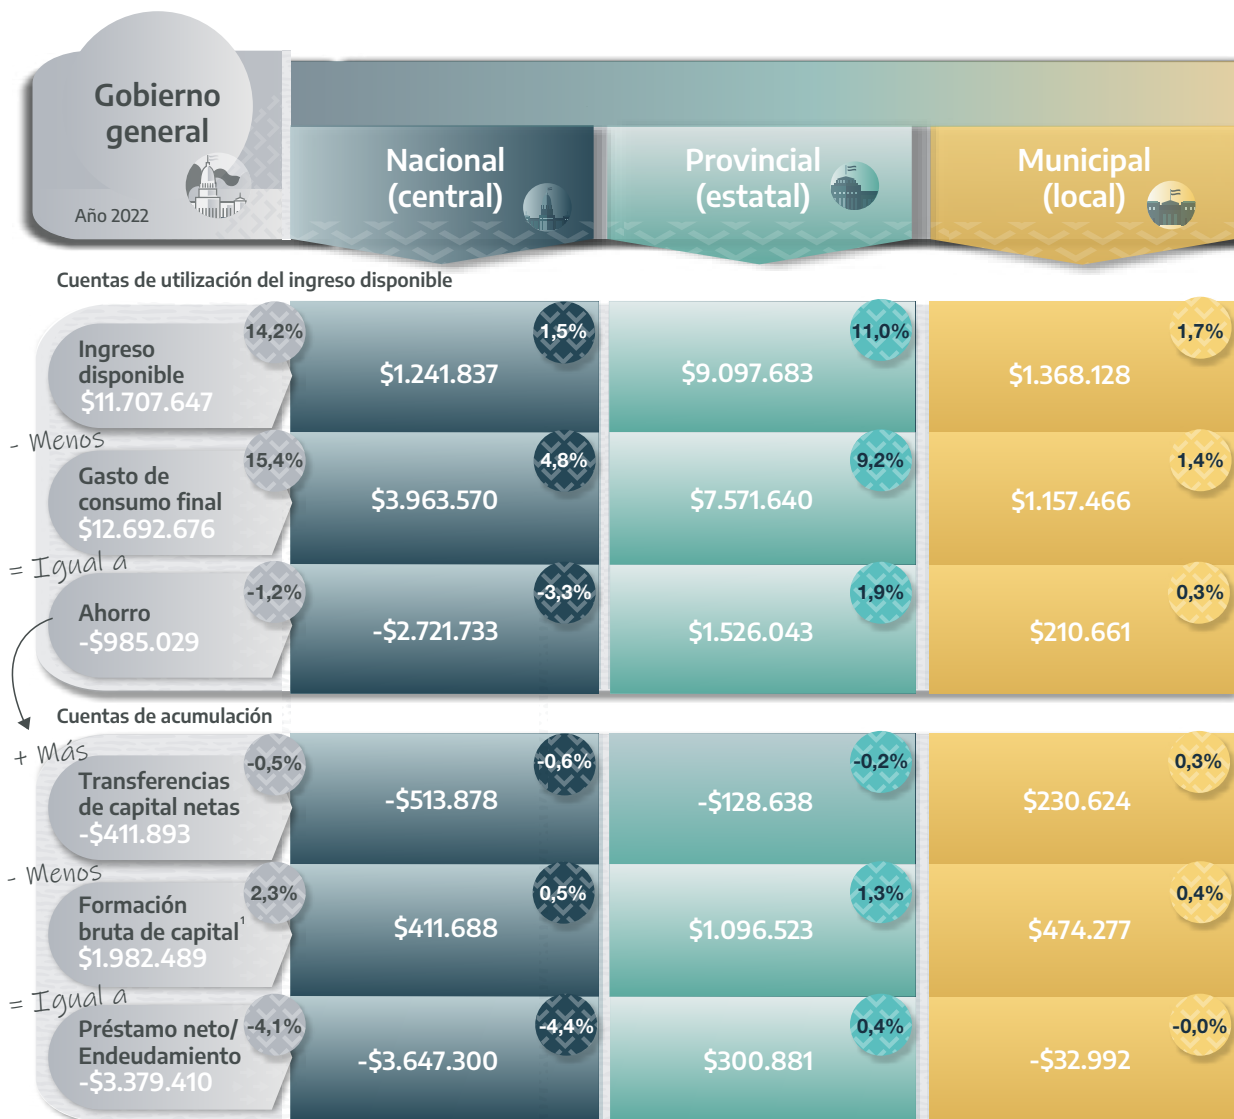 Gobierno
general
Año 2022
Nacional
(central)
Provincial
(estatal)
Municipal
(local)
Cuentas de utilización del ingreso disponible
Ingreso
disponible
$11.707.647
14,2%
$1.241.837
1,5%
$9.097.683
11,0%
$1.368.128
1,7%
- Menos
Gasto de
consumo final
$12.692.676
15,4%
$3.963.570
4,8%
$7.571.640
9,2%
$1.157.466
1,4%
= Igual a
Ahorro
-$985.029
-1,2%
-$2.721.733
-3,3%
$1.526.043
1,9%
$210.661
0,3%
Cuentas de acumulación
+ Más
Transferencias
de capital netas
-$411.893
-0,5%
-$513.878
-0,6%
-$128.638
-0,2%
$230.624
0,3%
- Menos
Formación
bruta de capital¹
$1.982.489
2,3%
$411.688
0,5%
$1.096.523
1,3%
$474.277
0,4%
= Igual a
Préstamo neto/
Endeudamiento
-$3.379.410
-4,1%
-$3.647.300
-4,4%
$300.881
0,4%
-$32.992
-0,0%